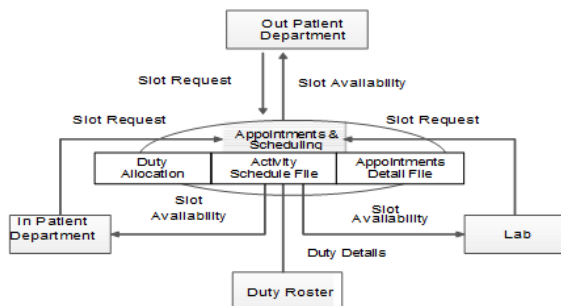 Out Patient
Department
Slot Request
Slot Availability
Slot Request
Slot Request
Appointments &
Scheduling
Duty
Allocation
Activity
Schedule File
Appointments
Detail File
Slot
Availability
Slot
Availability
In Patient
Department
Lab
Duty Details
Duty Roster